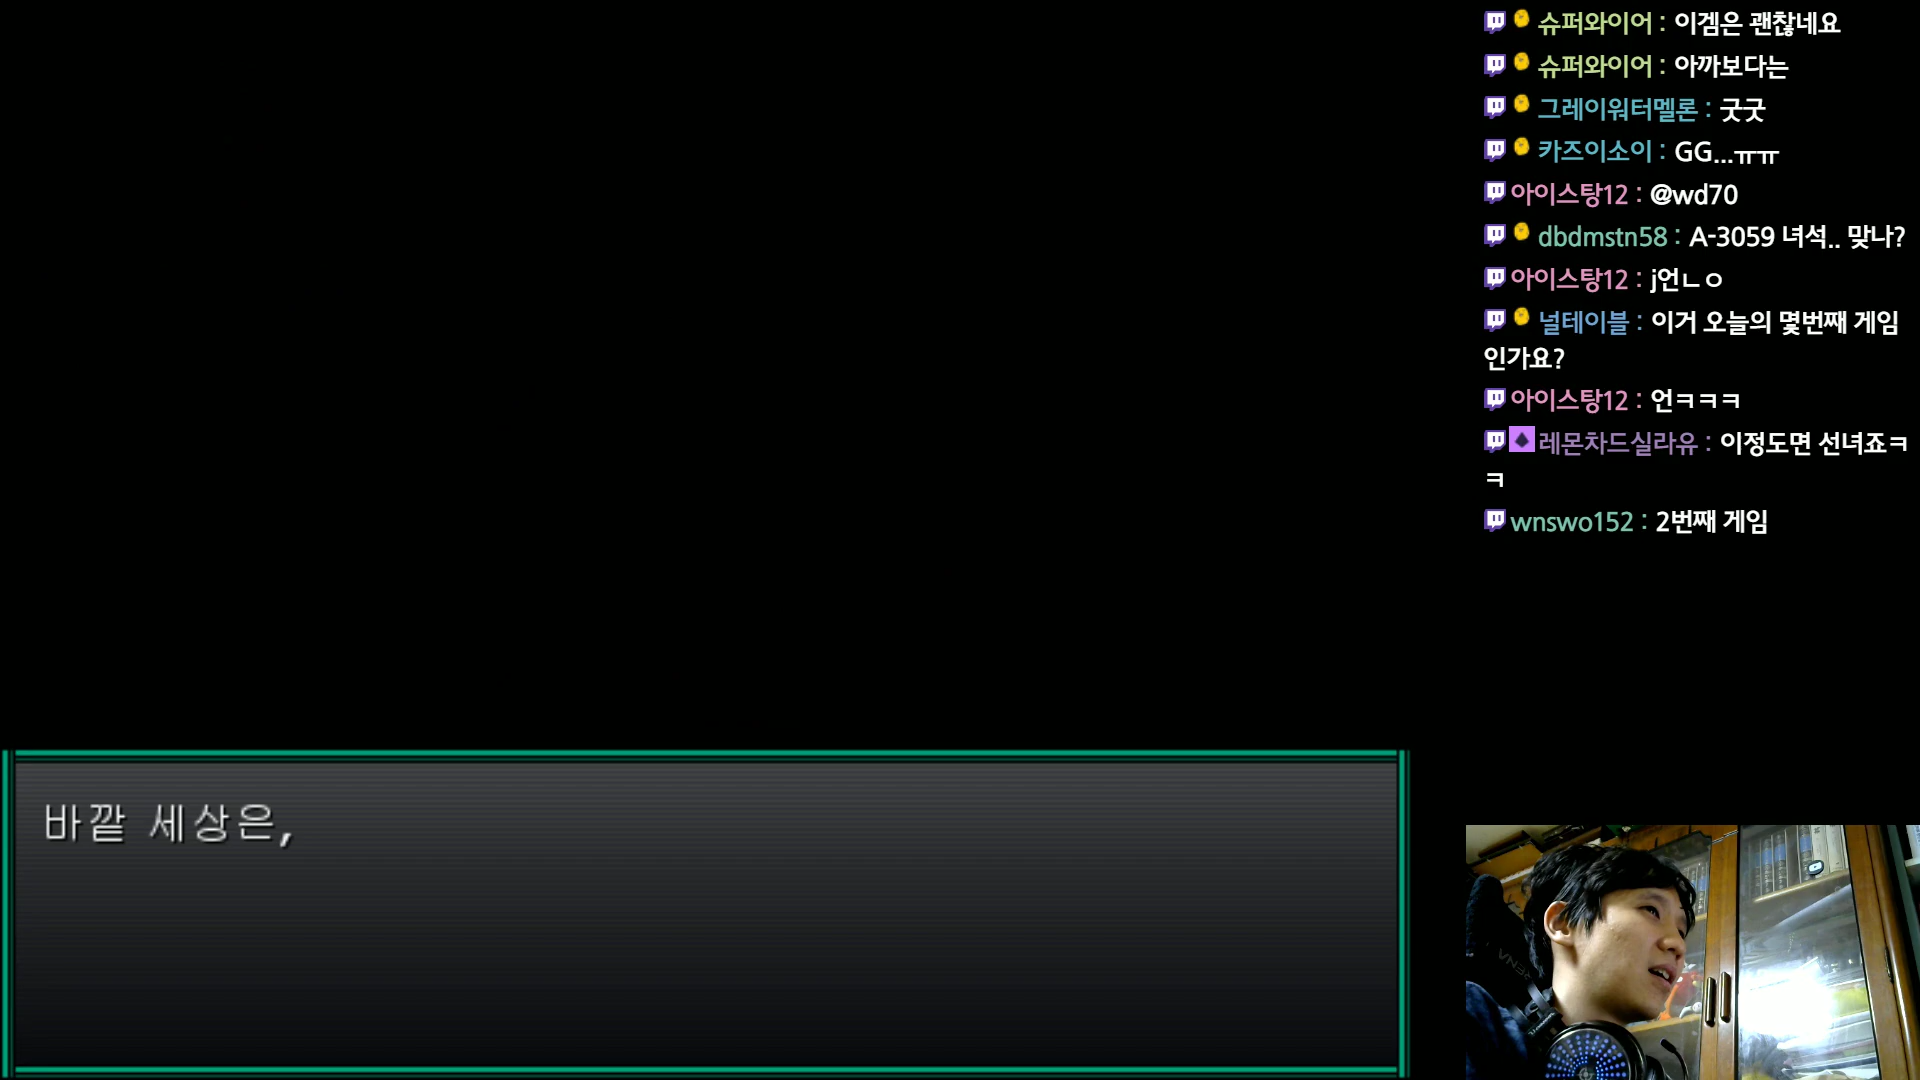 슈퍼와이어 : 이겜은 괜찮네요
슈퍼와이어 : 아까보다는
그레이워터멜론 : 굿굿
카즈이소이 : GG...ㅠㅠ
아이스탕12 : @wd70
dbdmstn58 : A-3059 녀석.. 맞나?
아이스탕12 : j언ㄴㅇ
널테이블 : 이거 오늘의 몇번째 게임
인가요?
아이스탕12 : 언ㅋㅋㅋ
레몬차드실라유 : 이정도면 선녀죠ㅋ
ㅋ
wnswo152 : 2번째 게임
바깥 세상은,